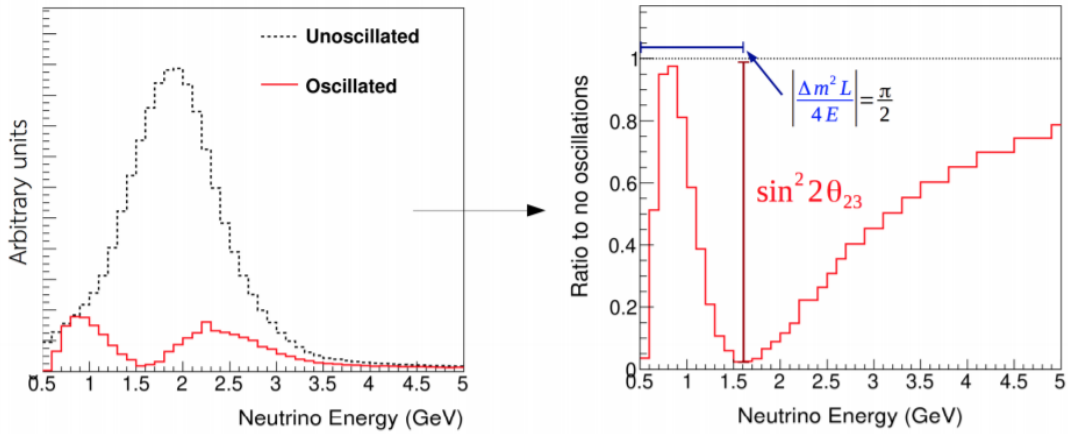 Unoscillated
Oscillated
Arbitrary units
0.5 1 1.5 2 2.5 3 3.5 4 4.5 5
Neutrino Energy (GeV)
Ratio to no oscillations
1
0.8
0.6
0.4
0.2
0
|Δm²L/4E|=π/2
sin²2θ₂₃
0.5 1 1.5 2 2.5 3 3.5 4 4.5 5
Neutrino Energy (GeV)